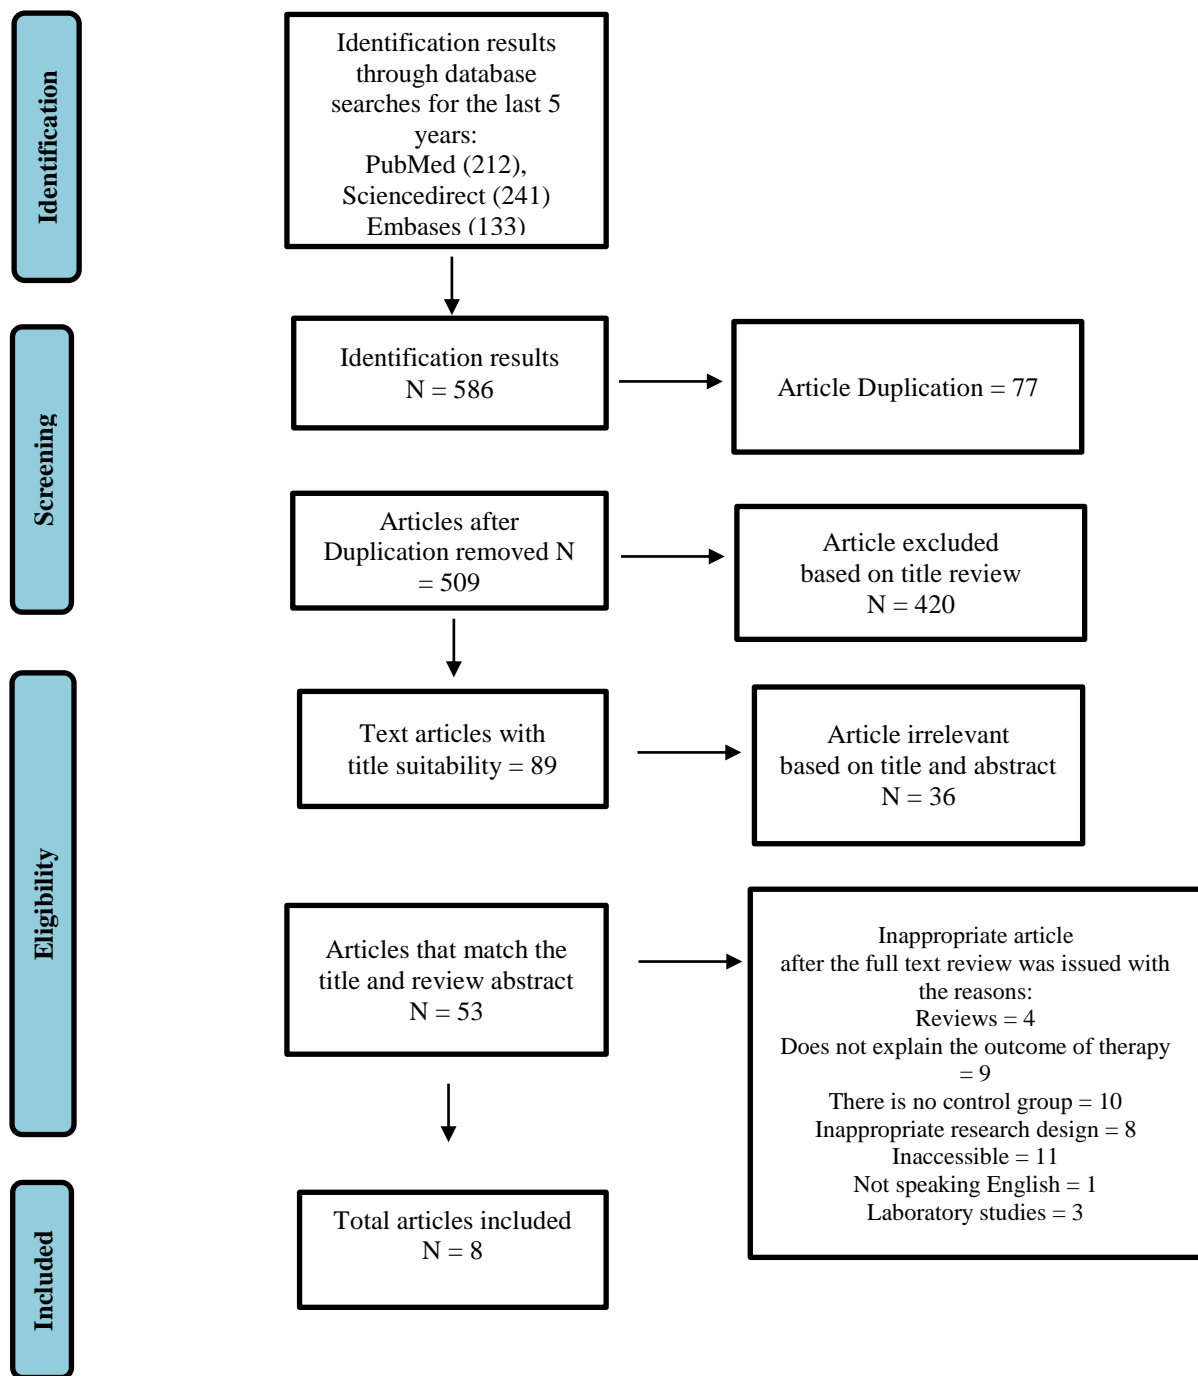 Identification
Identification results
through database
searches for the last 5
years:
PubMed (212),
Sciencedirect (241)
Embases (133)
Screening
Identification results
N = 586
Article Duplication = 77
Articles after
Duplication removed N
= 509
Article excluded
based on title review
N = 420
Eligibility
Text articles with
title suitability = 89
Article irrelevant
based on title and abstract
N = 36
Articles that match the
title and review abstract
N = 53
Inappropriate article
after the full text review was issued with
the reasons:
Reviews = 4
Does not explain the outcome of therapy
= 9
There is no control group = 10
Inappropriate research design = 8
Inaccessible = 11
Not speaking English = 1
Laboratory studies = 3
Included
Total articles included
N = 8